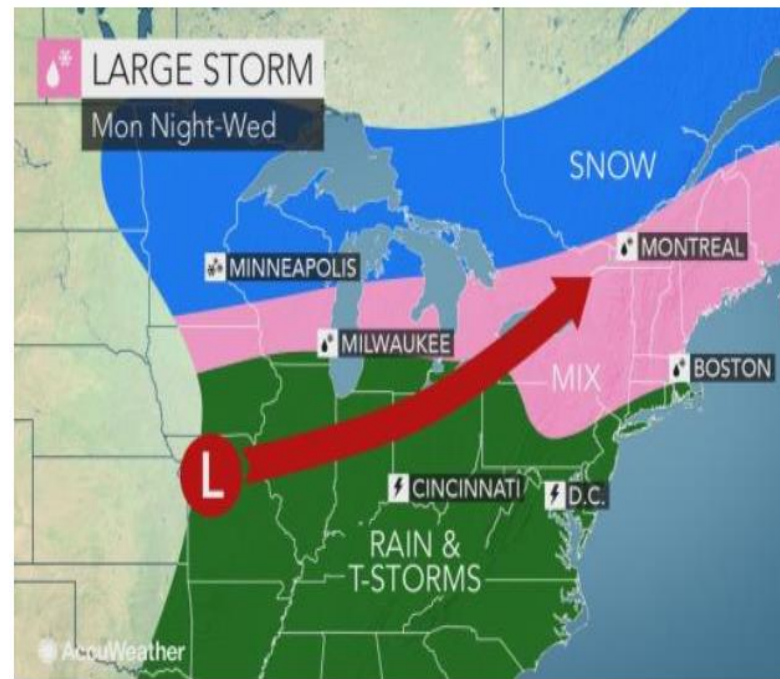 LARGE STORM
Mon Night-Wed
SNOW
MONTREAL
MINNEAPOLIS
MILWAUKEE
MIX
BOSTON
L
CINCINNATI
D.C.
RAIN &
T-STORMS
AccuWeather